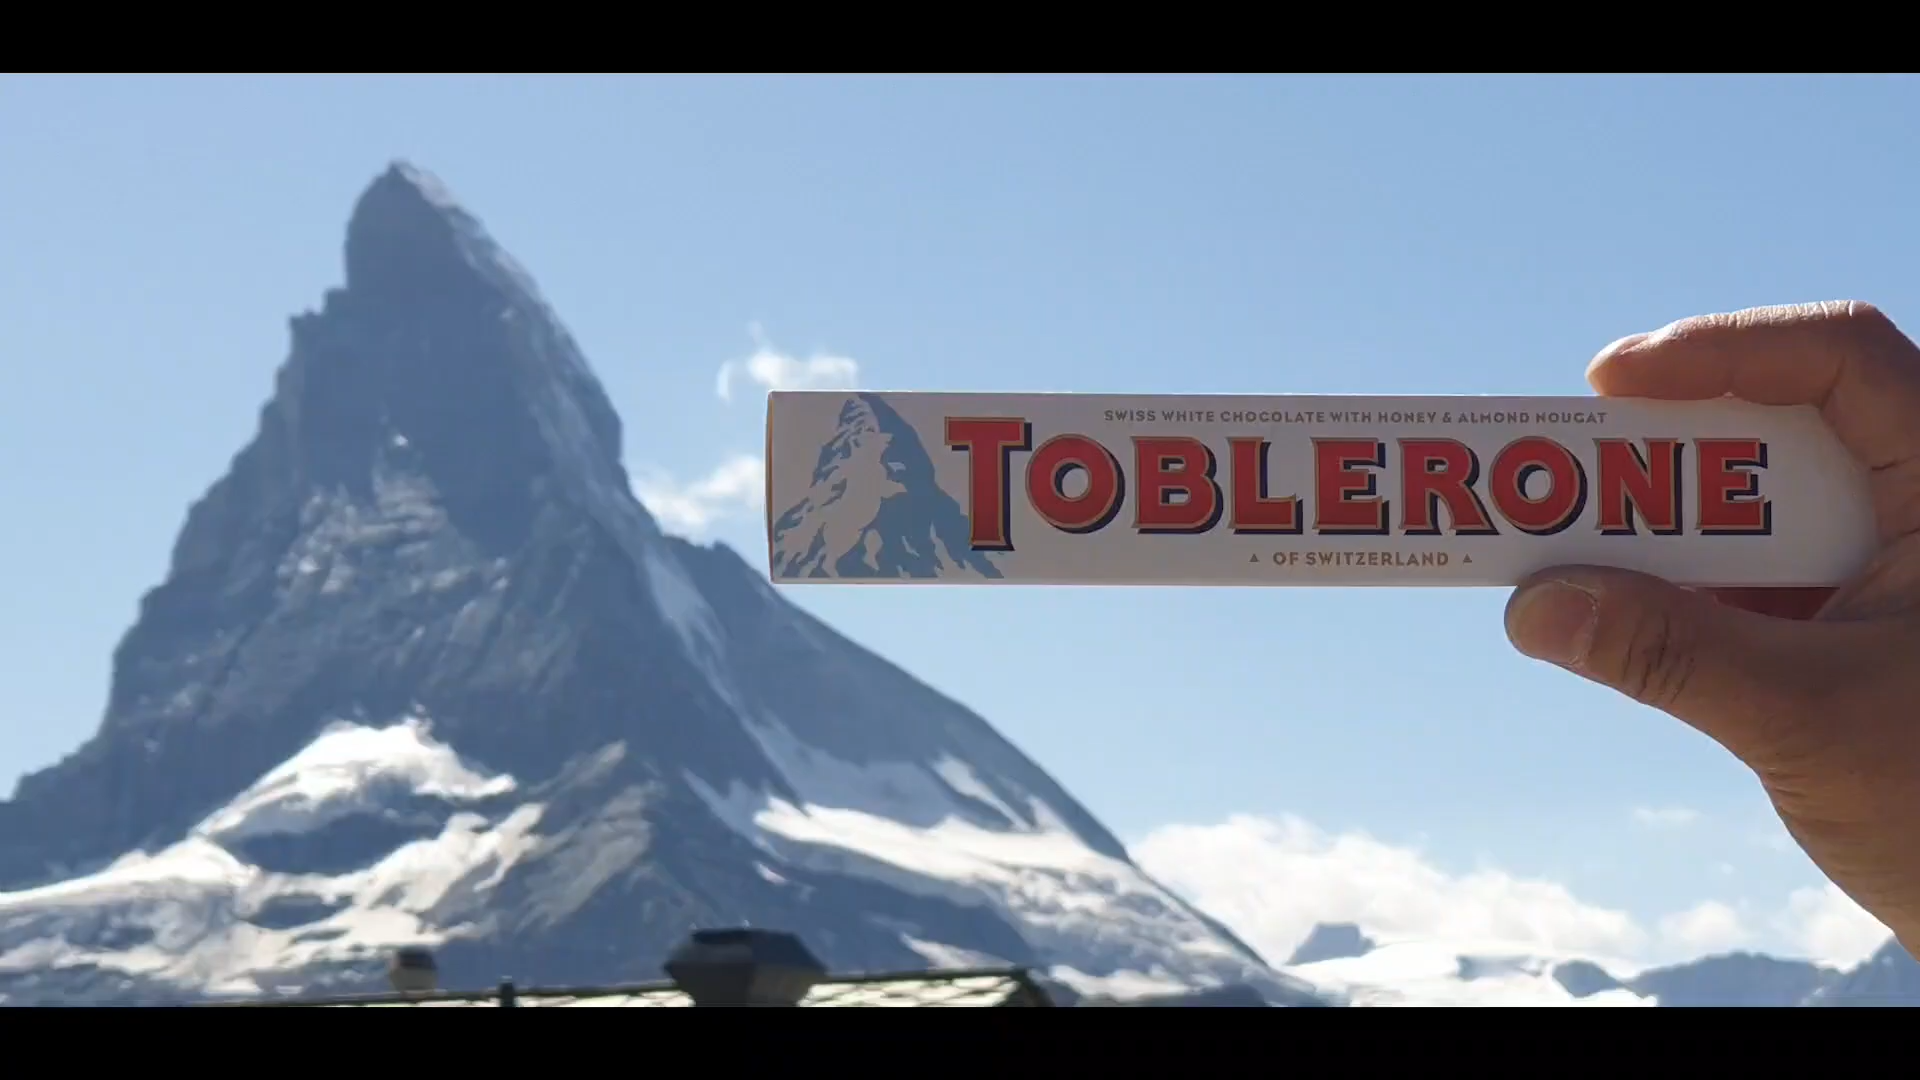 SWISS WHITE CHOCOLATE WITH HONEY & ALMOND NOUGAT
TOBLERONE
OF SWITZERLAND